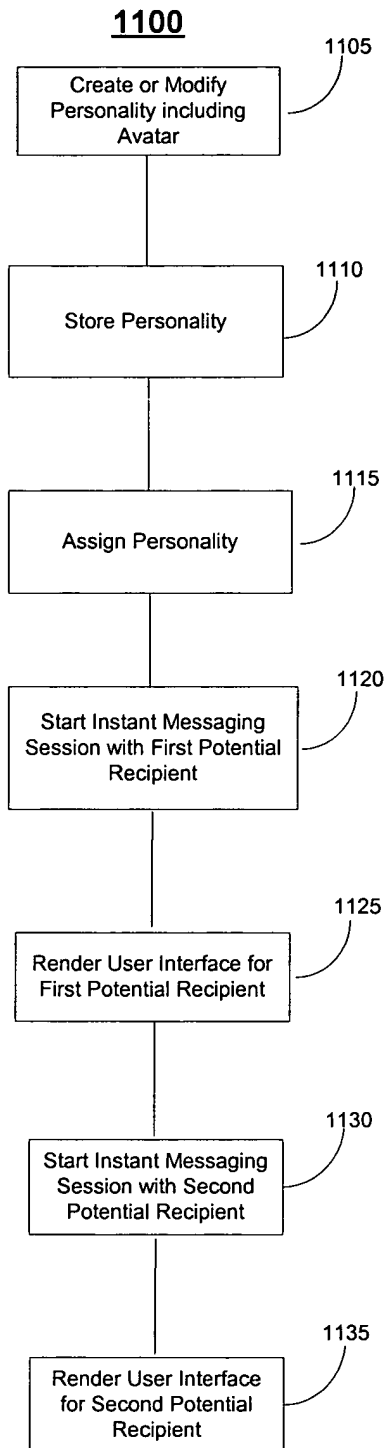 1100
1105
Create or Modify
Personality including
Avatar
1110
Store Personality
1115
Assign Personality
1120
Start Instant Messaging
Session with First Potential
Recipient
1125
Render User Interface for
First Potential Recipient
1130
Start Instant Messaging
Session with Second
Potential Recipient
1135
Render User Interface
for Second Potential
Recipient